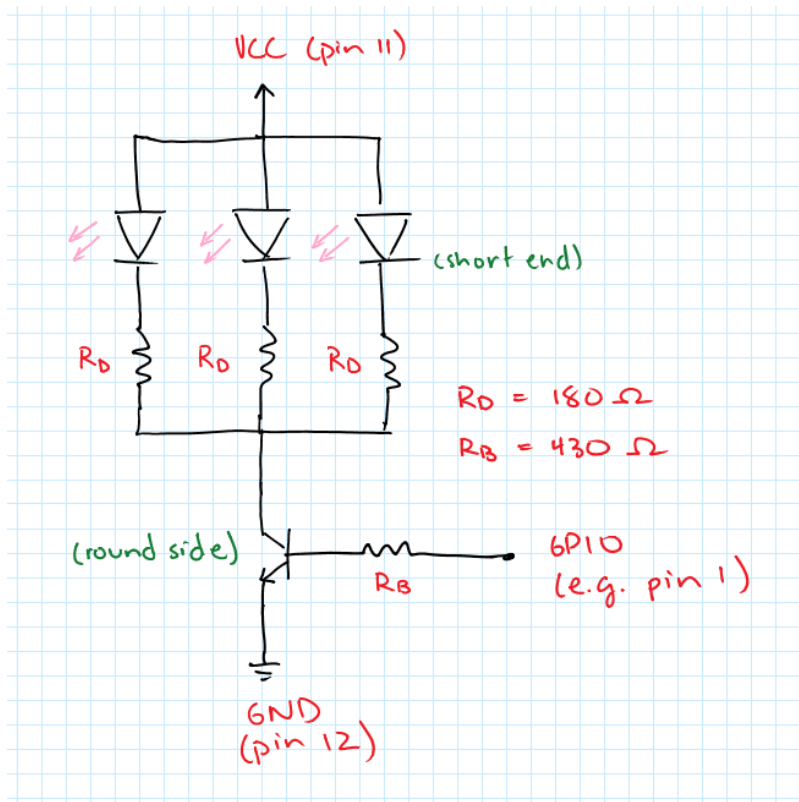 VCC (pin 11)
(short end)
RD
RD
RD
RD = 180 Ω
RB = 430 Ω
(round side)
GPIO
(e.g. pin 1)
RB
GND
(pin 12)